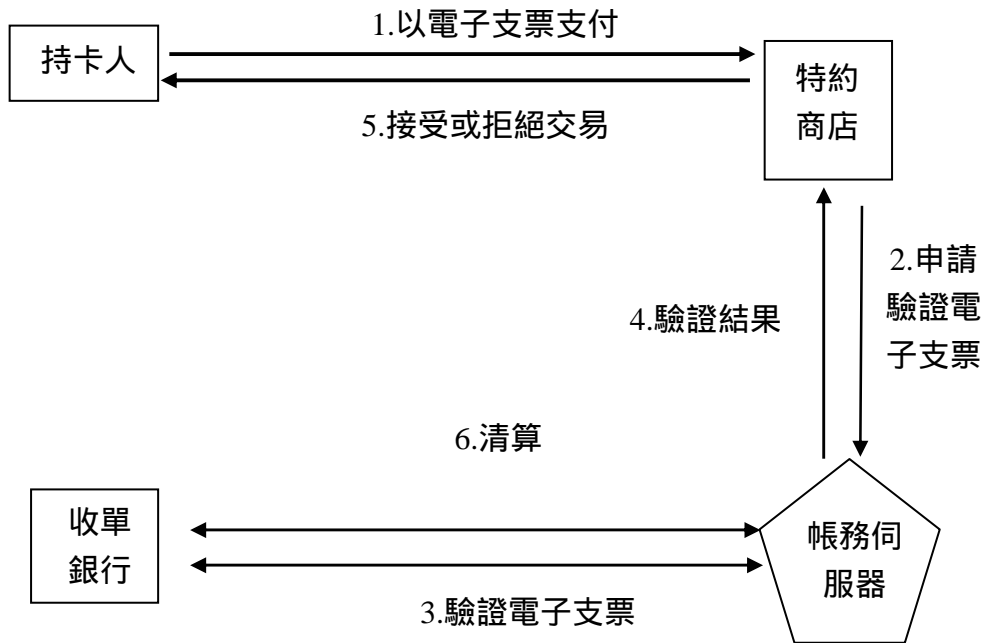 1.以電子支票支付
持卡人
特約
商店
5.接受或拒絕交易
2.申請
驗證電
子支票
4.驗證結果
6.清算
收單
銀行
帳務伺
服器
3.驗證電子支票